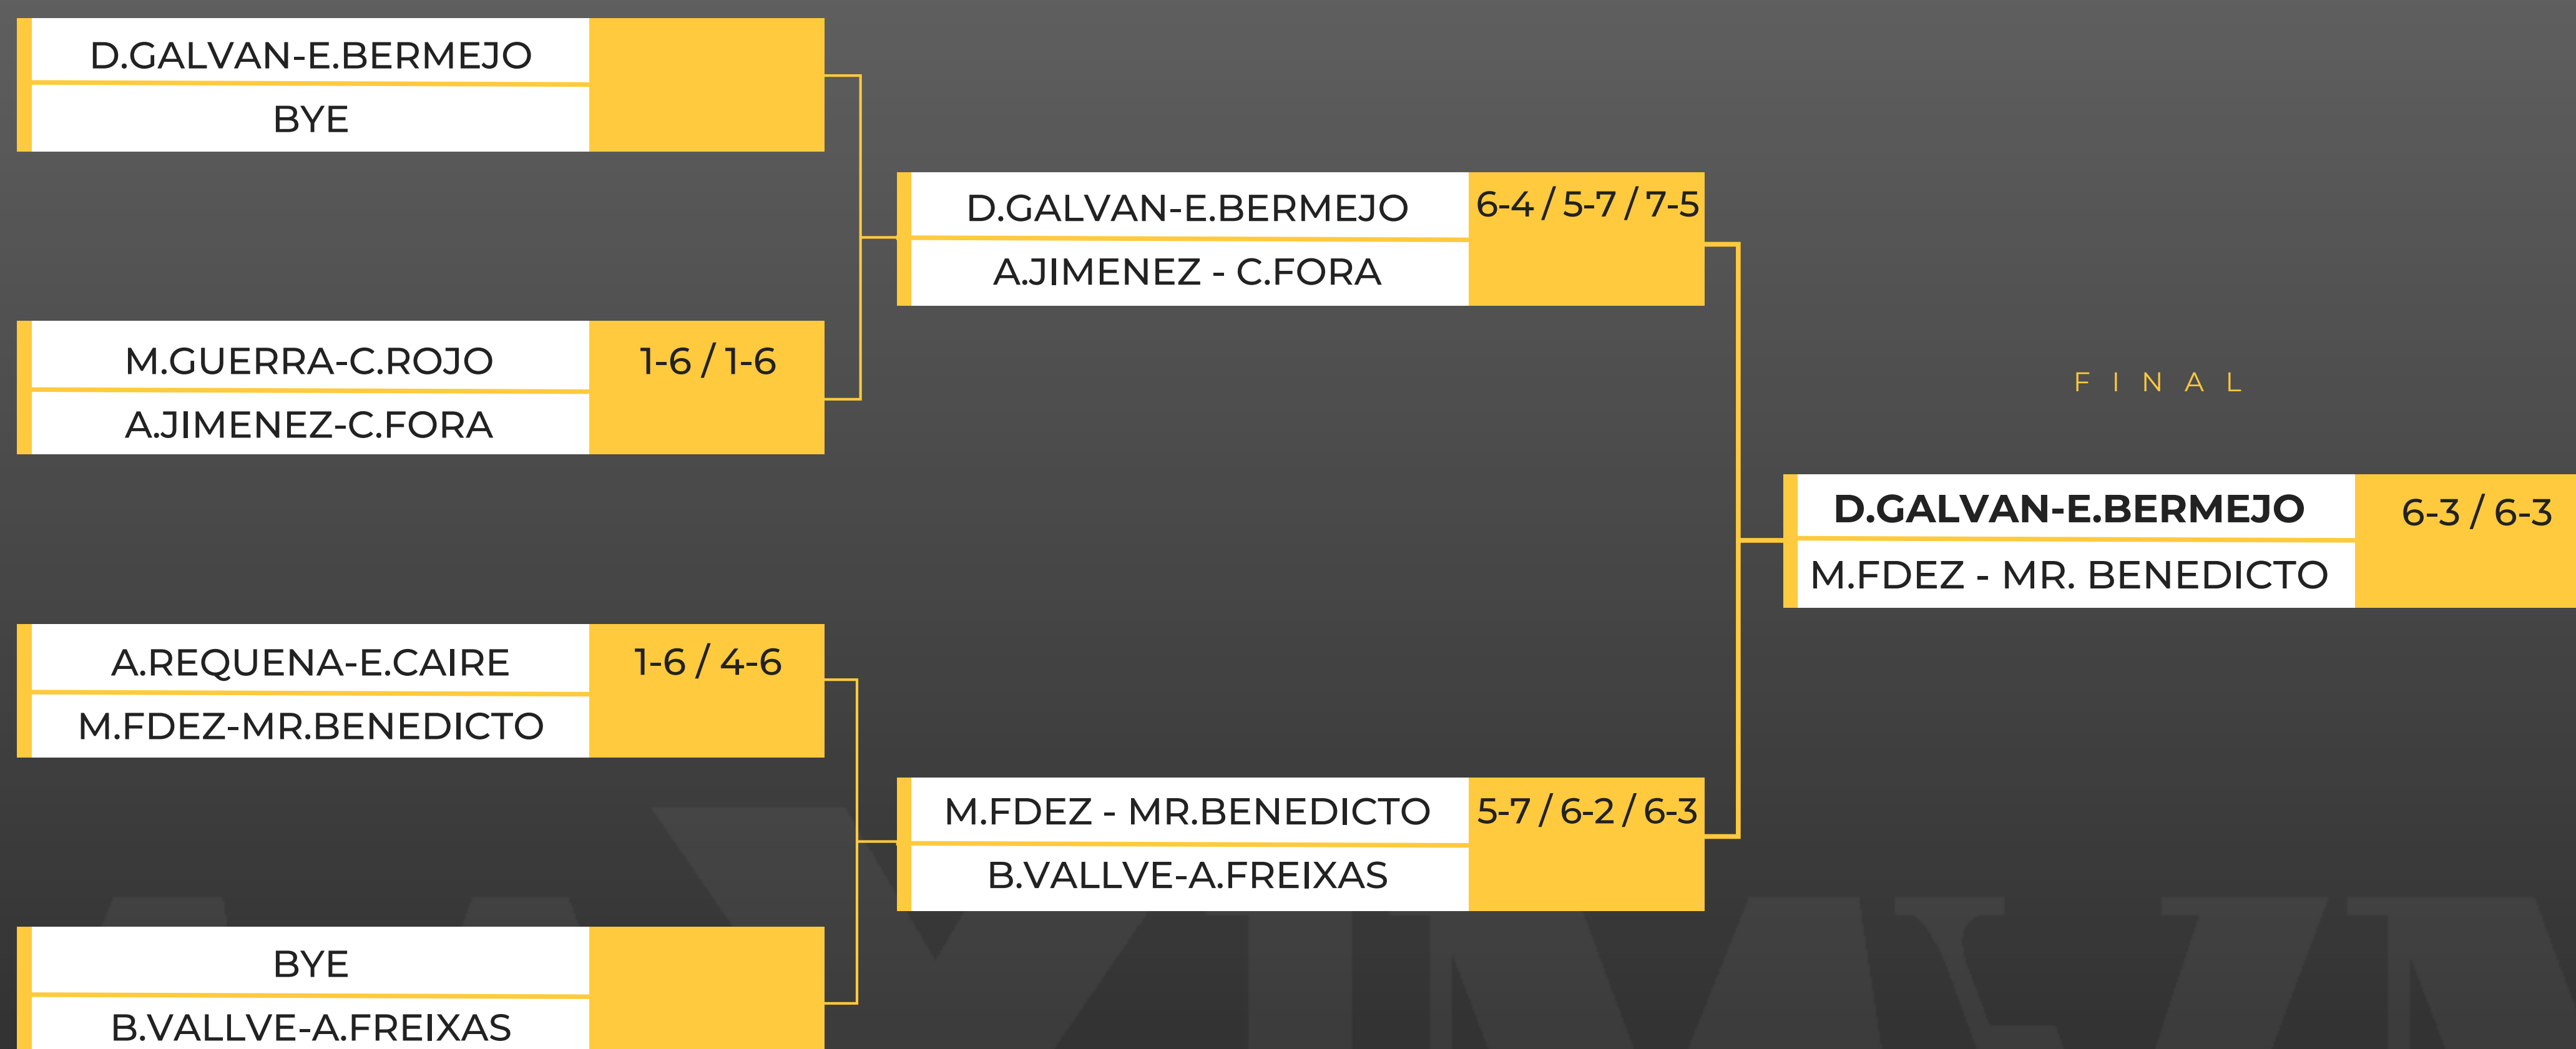 D.GALVAN-E.BERMEJO
BYE
M.GUERRA-C.ROJO
1-6 / 1-6
A.JIMENEZ-C.FORA
A.REQUENA-E.CAIRE
1-6 / 4-6
M.FDEZ-MR.BENEDICTO
BYE
B.VALLVE-A.FREIXAS
D.GALVAN-E.BERMEJO
6-4 / 5-7 / 7-5
A.JIMENEZ - C.FORA
M.FDEZ - MR.BENEDICTO
5-7 / 6-2 / 6-3
B.VALLVE-A.FREIXAS
FINAL
D.GALVAN-E.BERMEJO
6-3 / 6-3
M.FDEZ - MR. BENEDICTO